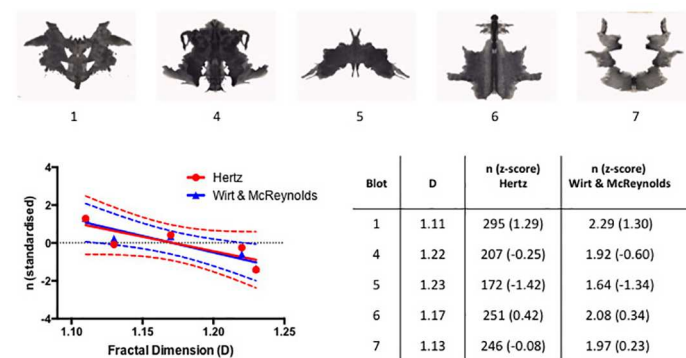 1 4 5 6 7
4
2
0
-2
-4
n (standardised)
Hertz
Wirt & McReynolds
1.10 1.15 1.20 1.25
Fractal Dimension (D)
Blot D n (z-score) Hertz n (z-score) Wirt & McReynolds
1 1.11 295 (1.29) 2.29 (1.30)
4 1.22 207 (-0.25) 1.92 (-0.60)
5 1.23 172 (-1.42) 1.64 (-1.34)
6 1.17 251 (0.42) 2.08 (0.34)
7 1.13 246 (-0.08) 1.97 (0.23)